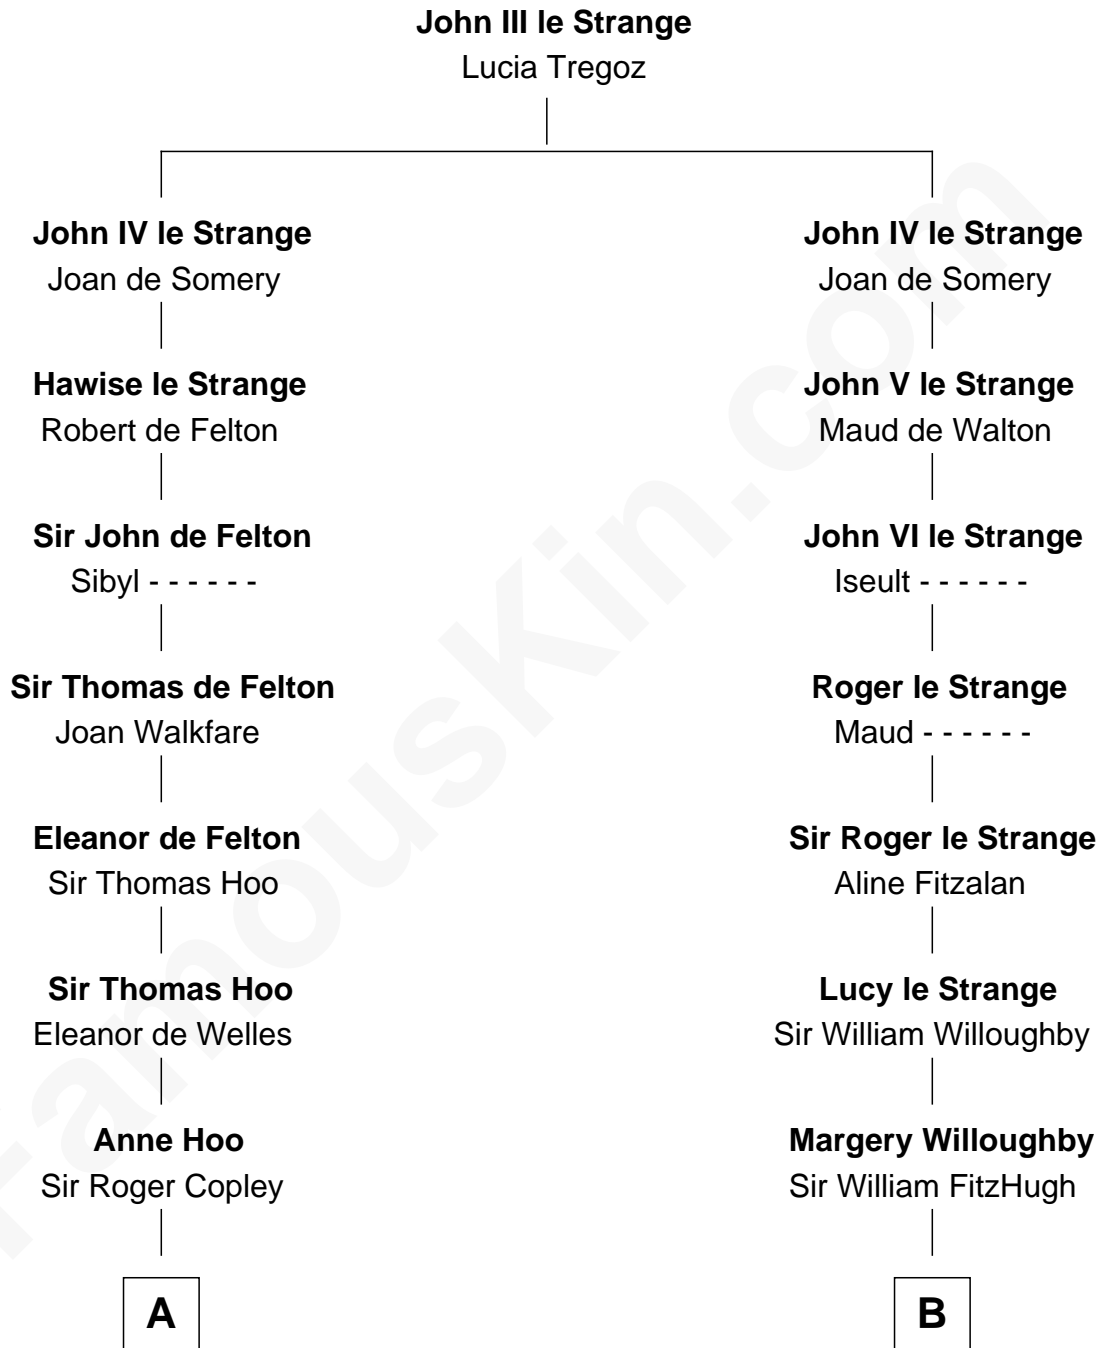 John III le Strange
Lucia Tregoz
John IV le Strange
Joan de Somery
John IV le Strange
Joan de Somery
Hawise le Strange
Robert de Felton
John V le Strange
Maud de Walton
Sir John de Felton
Sibyl - - - - - -
John VI le Strange
Iseult - - - - - -
Sir Thomas de Felton
Joan Walkfare
Roger le Strange
Maud - - - - - -
Eleanor de Felton
Sir Thomas Hoo
Sir Roger le Strange
Aline Fitzalan
Sir Thomas Hoo
Eleanor de Welles
Lucy le Strange
Sir William Willoughby
Anne Hoo
Sir Roger Copley
Margery Willoughby
Sir William FitzHugh
A
B
FamousKin.com